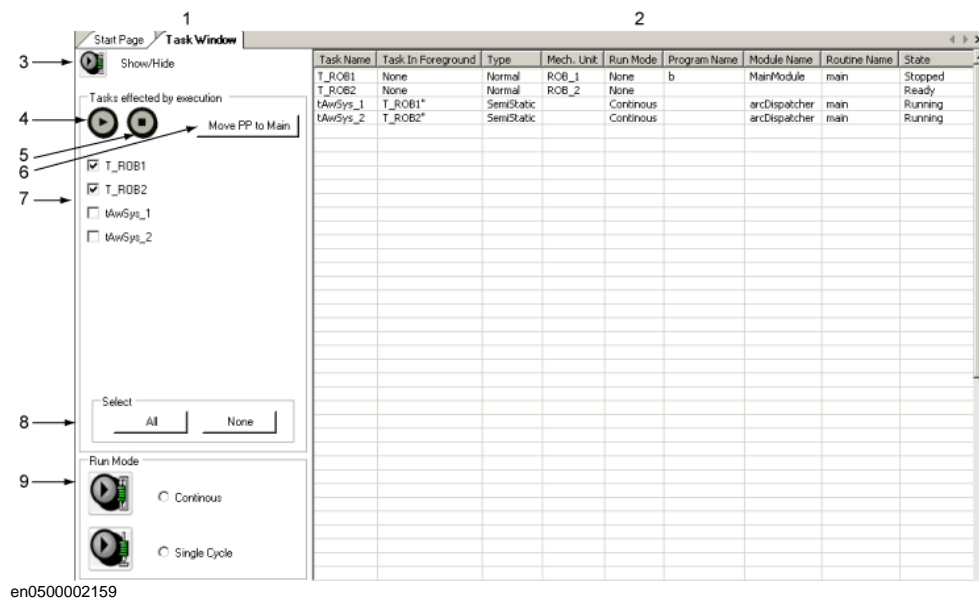 1
2
Start Page
Task Window
3
Show/Hide
Task Name Task In Foreground Type Mech. Unit Run Mode Program Name Module Name Routine Name State
T_ROB1 None Normal ROB_1 None b MainModule main Stopped
T_ROB2 None Normal ROB_2 None Ready
tAwSys_1 T_ROB1" SemiStatic Continous arcDispatcher main Running
tAwSys_2 T_ROB2" SemiStatic Continous arcDispatcher main Running
Tasks effected by execution
4
Move PP to Main
5
6
T_ROB1
T_ROB2
7
tAwSys_1
tAwSys_2
Select
8
All
None
Run Mode
9
Continous
Single Cycle
en0500002159